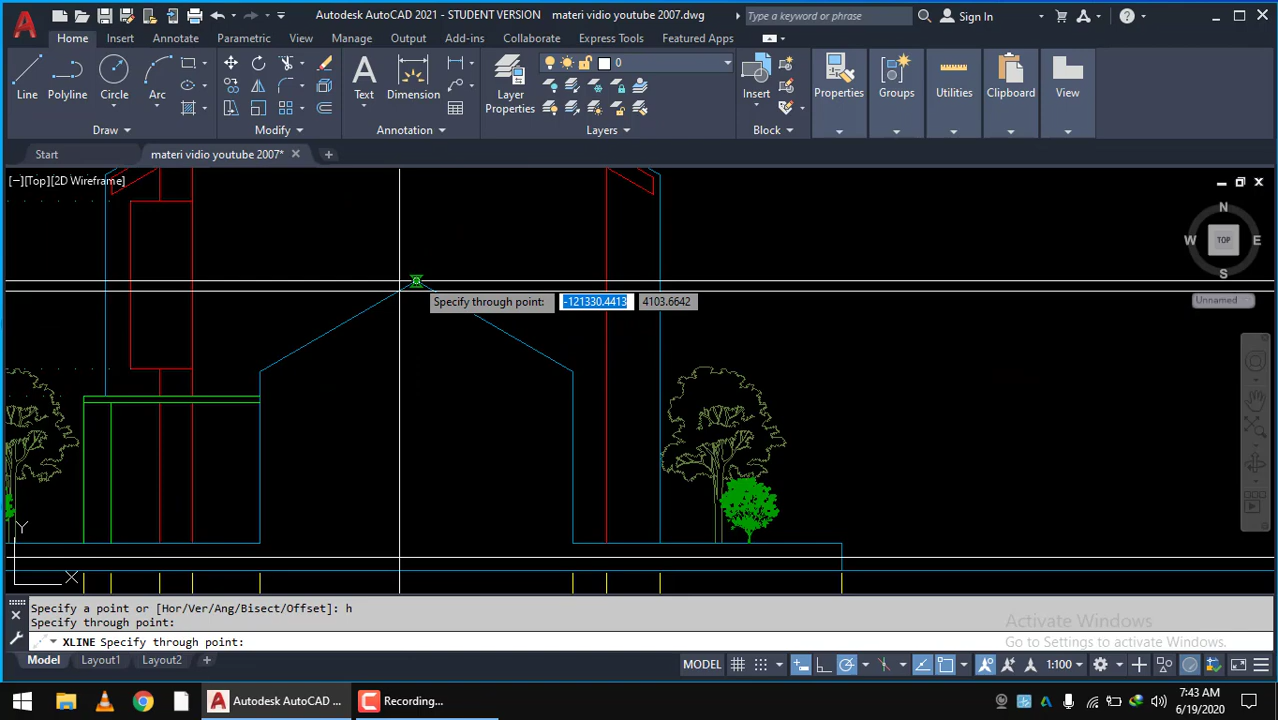 Autodesk AutoCAD 2021 - STUDENT VERSION materi vidio youtube 2007.dwg
Type a keyword or phrase
Sign In
Home Insert Annotate Parametric View Manage Output Add-ins Collaborate Express Tools Featured Apps
0
Line Polyline Circle Arc Text Dimension Layer Properties Insert Properties Groups Utilities Clipboard View
Draw Modify Annotation Layers Block
Start materi vidio youtube 2007*
[−][Top][2D Wireframe]
N
W TOP E
S
Unnamed
Specify through point: -121330.4413 4103.6642
Y
X
Specify a point or [Hor/Ver/Ang/Bisect/Offset]: h
Specify through point:
XLINE Specify through point:
Activate Windows
Go to Settings to activate Windows.
Model Layout1 Layout2
MODEL 1:100
Autodesk AutoCAD ... Recording...
7:43 AM
6/19/2020